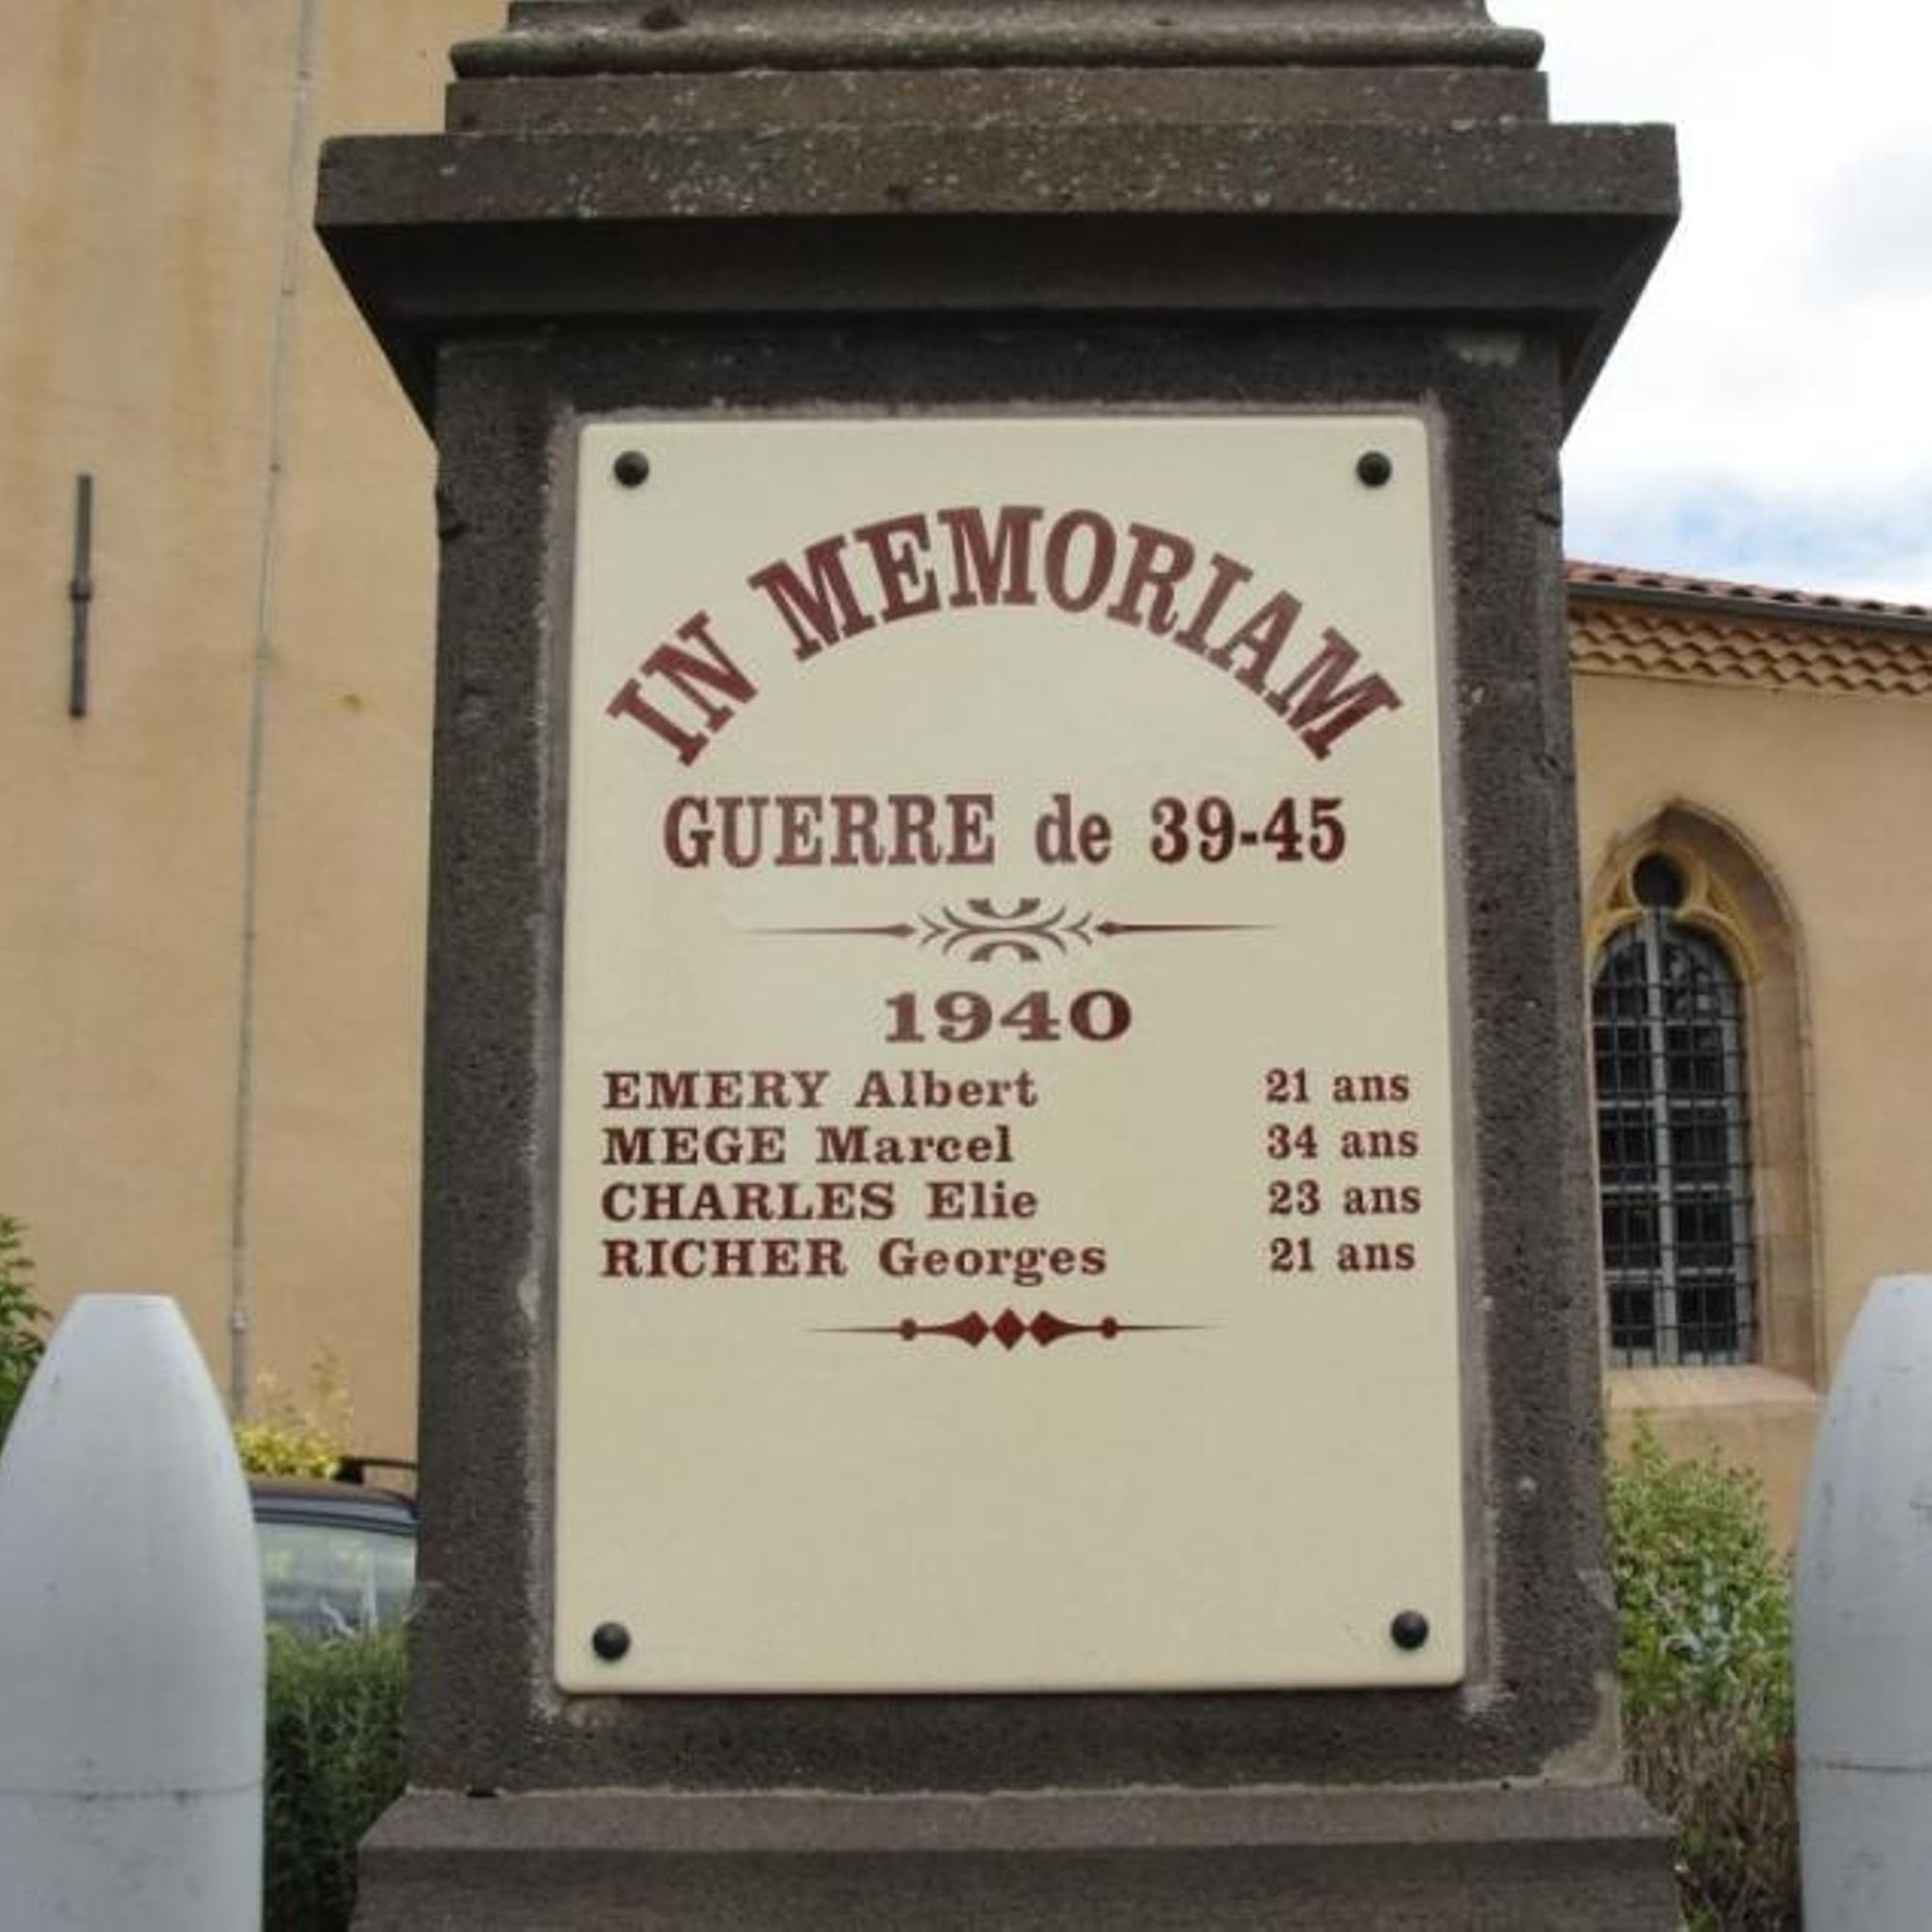 IN MEMORIAM
GUERRE de 39-45
1940
EMERY Albert 21 ans
MEGE Marcel 34 ans
CHARLES Elie 23 ans
RICHER Georges 21 ans